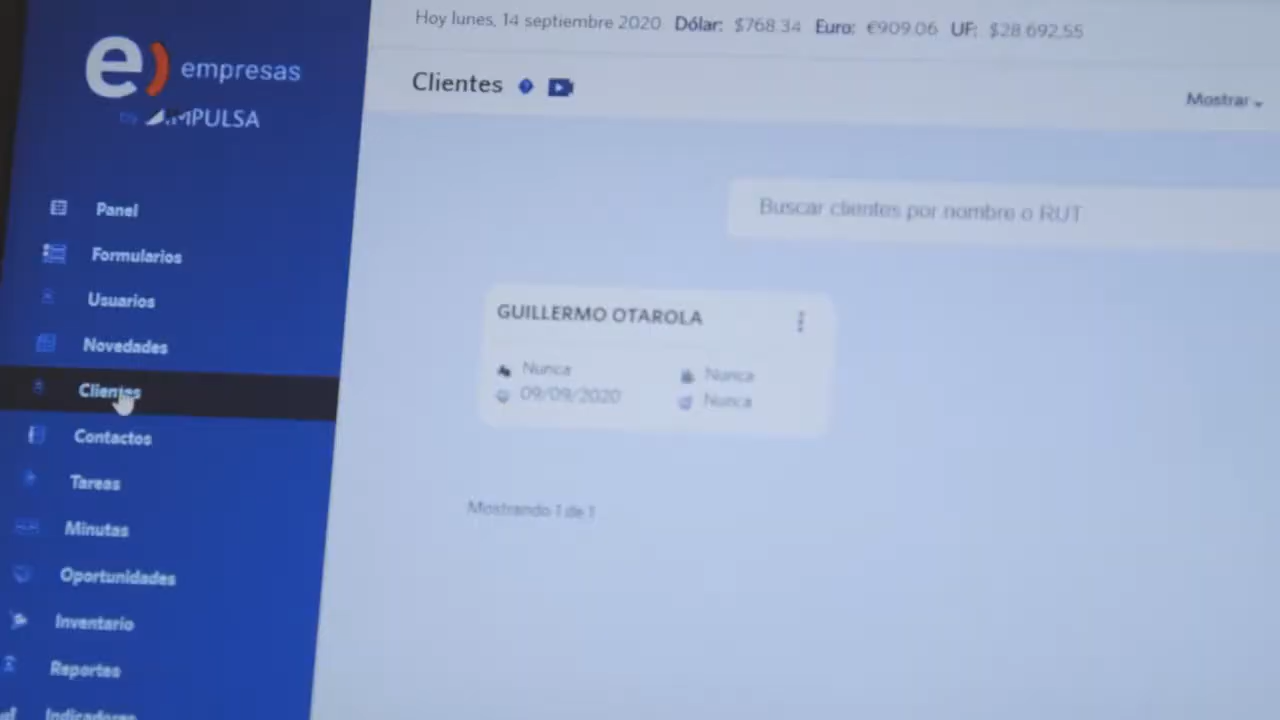 Hoy lunes, 14 septiembre 2020 Dólar: $768.34 Euro: €909.06 UF: $28.692,55
e) empresas
by IMPULSA
Clientes
Mostrar
Buscar clientes por nombre o RUT
Panel
Formularios
Usuarios
Novedades
Clientes
Contactos
Tareas
Minutas
Oportunidades
Inventario
Reportes
Indicadores
GUILLERMO OTAROLA
Nunca Nunca
09/09/2020 Nunca
Mostrando 1 de 1